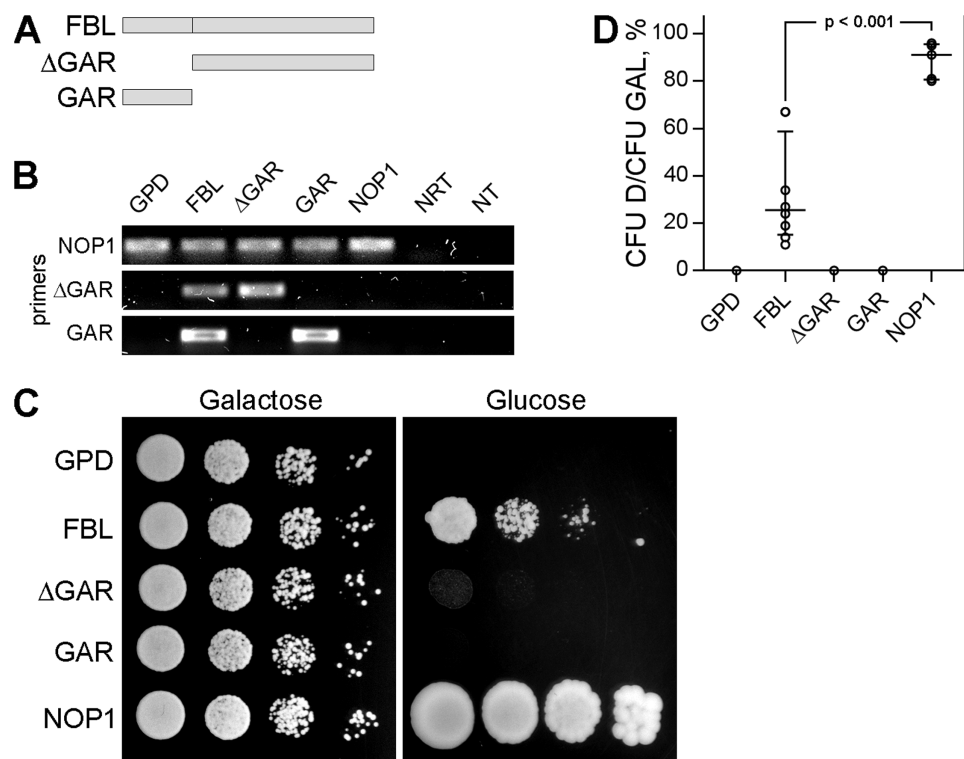 A
FBL
ΔGAR
GAR
B
GPD FBL ΔGAR GAR NOP1 NRT NT
primers
NOP1
ΔGAR
GAR
C
Galactose Glucose
GPD
FBL
ΔGAR
GAR
NOP1
D
p < 0.001
CFU D/CFU GAL, %
100
80
60
40
20
0
GPD FBL ΔGAR GAR NOP1